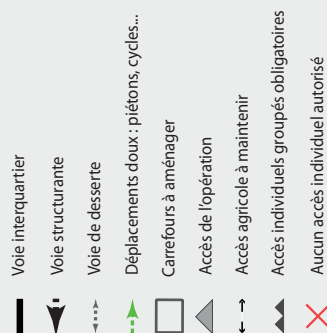 Voie interquartier
Voie structurante
Voie de desserte
Déplacements doux : piétons, cycles...
Carrefours à aménager
Accès de l'opération
Accès agricole à maintenir
Accès individuels groupés obligatoires
Aucun accès individuel autorisé